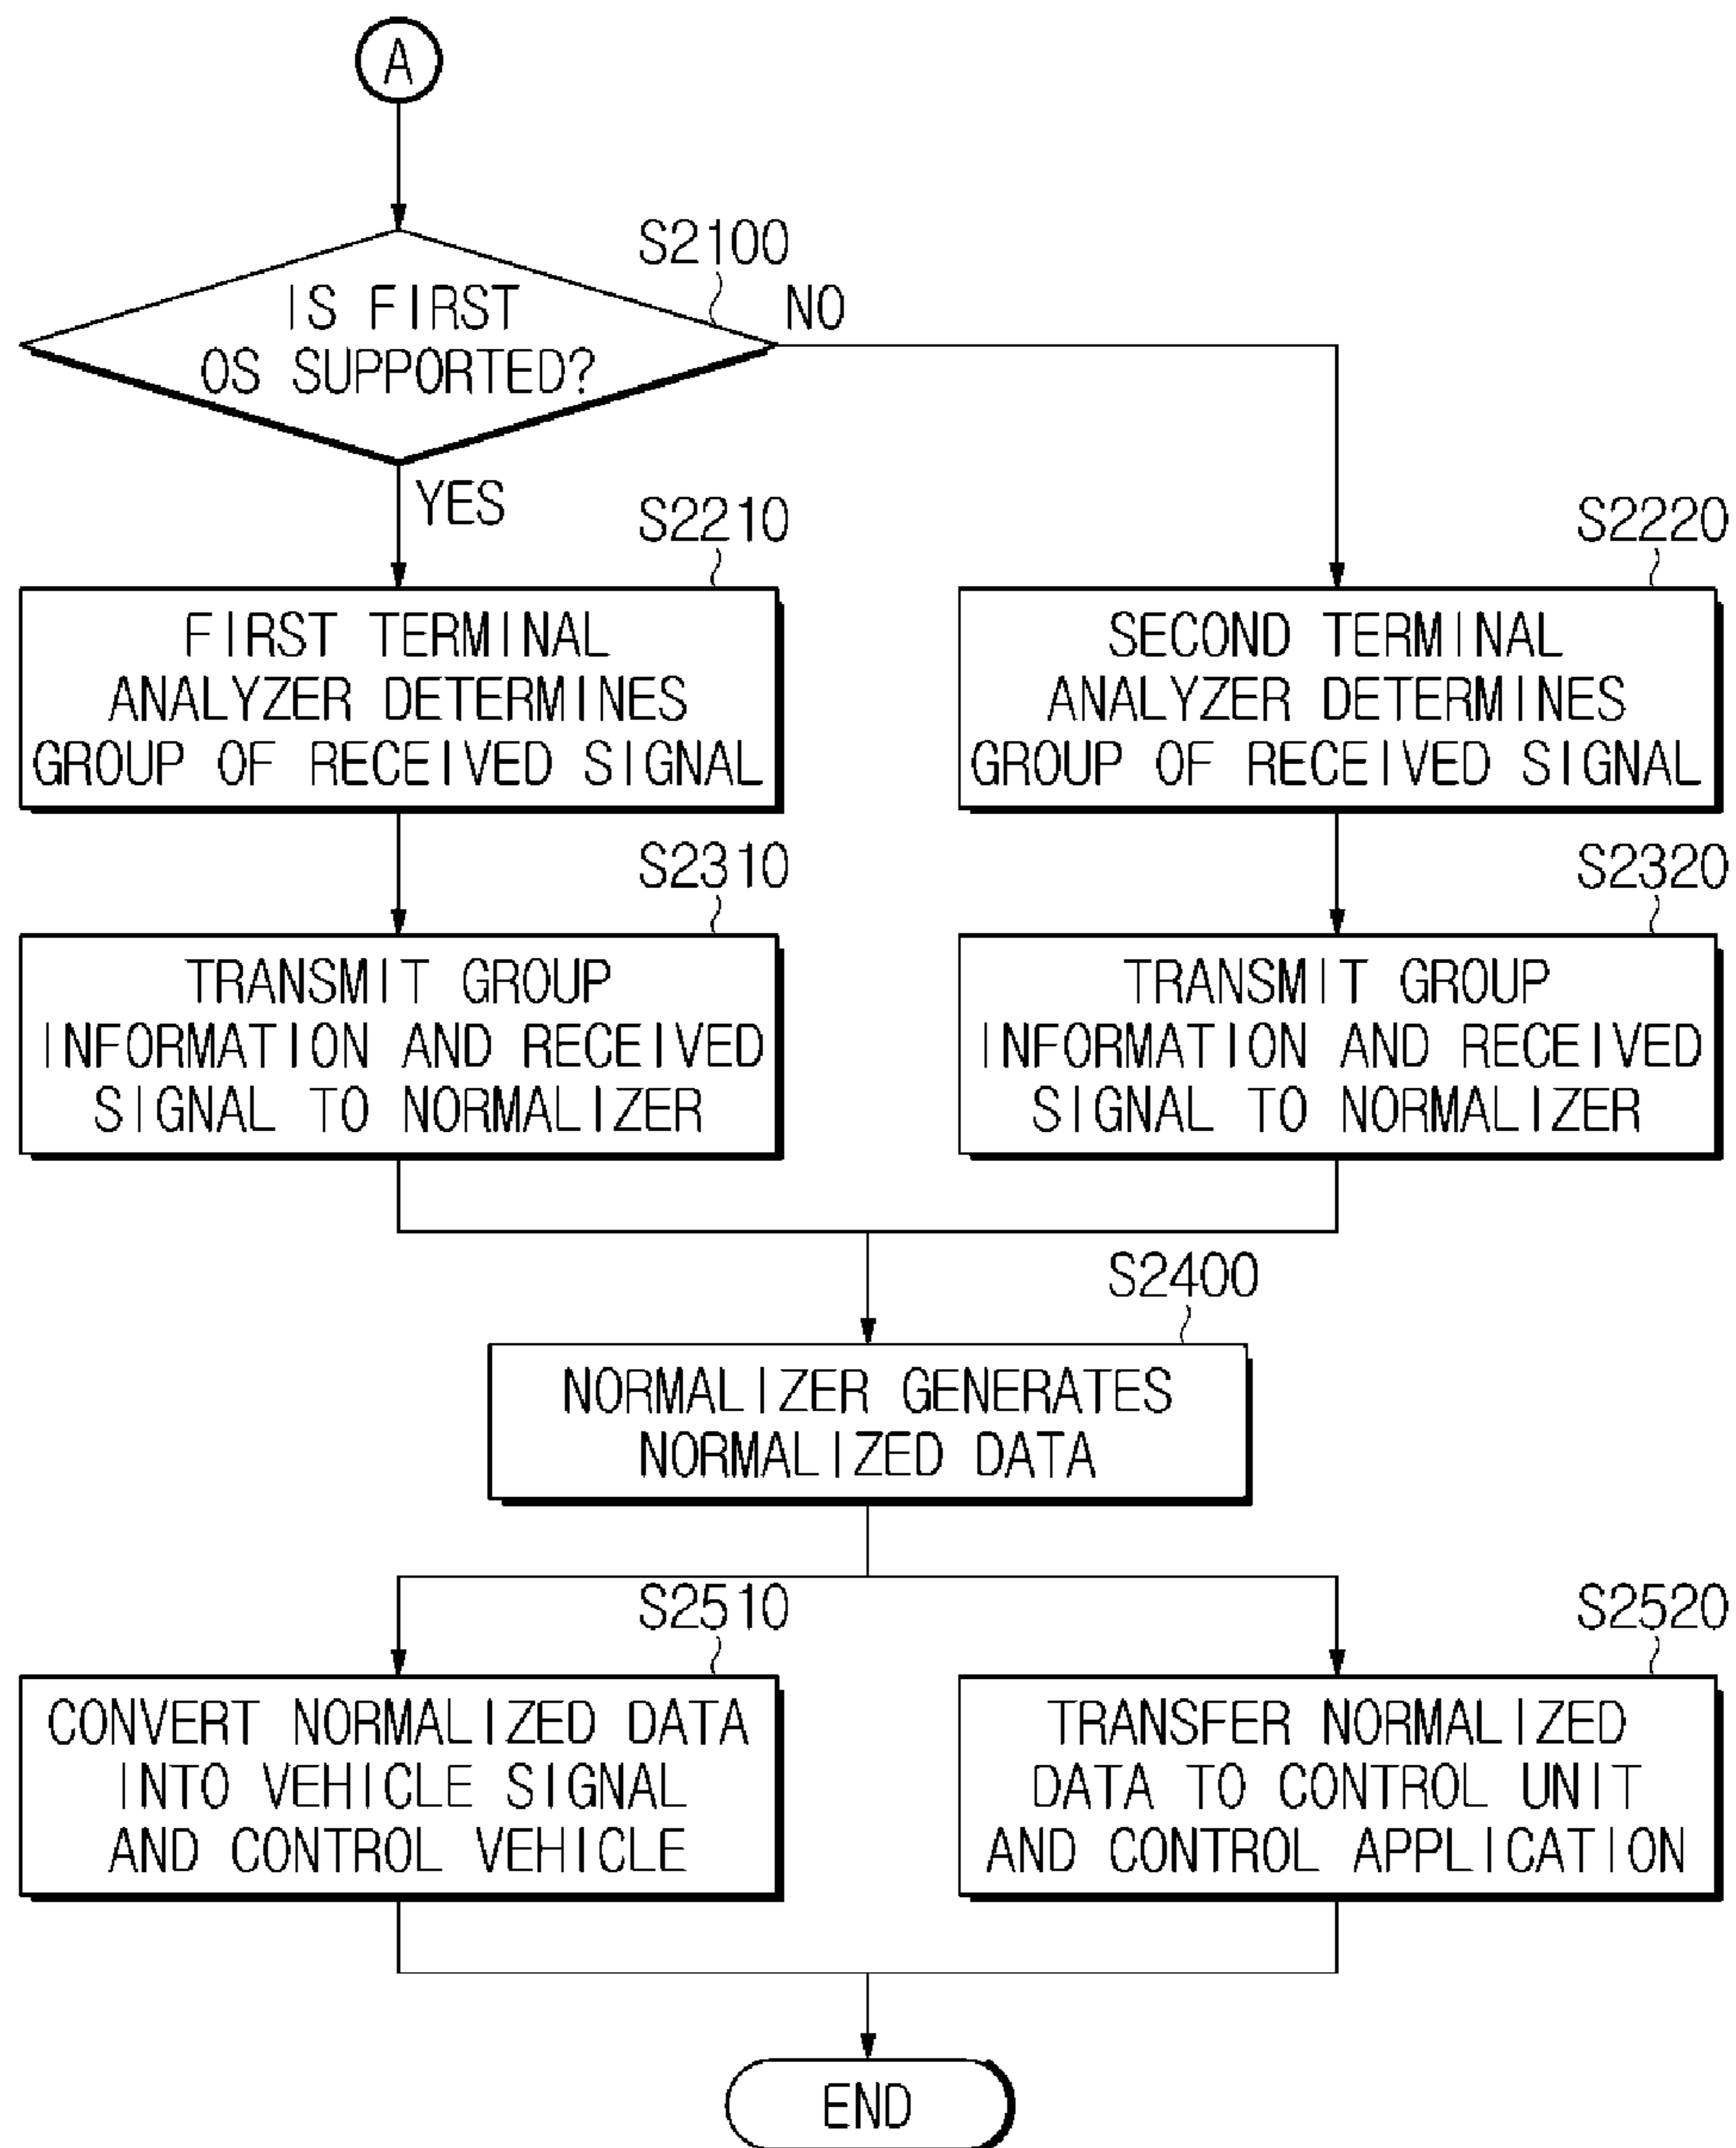 A
S2100
IS FIRST
OS SUPPORTED?
NO
YES
S2210
FIRST TERMINAL
ANALYZER DETERMINES
GROUP OF RECEIVED SIGNAL
S2220
SECOND TERMINAL
ANALYZER DETERMINES
GROUP OF RECEIVED SIGNAL
S2310
TRANSMIT GROUP
INFORMATION AND RECEIVED
SIGNAL TO NORMALIZER
S2320
TRANSMIT GROUP
INFORMATION AND RECEIVED
SIGNAL TO NORMALIZER
S2400
NORMALIZER GENERATES
NORMALIZED DATA
S2510
CONVERT NORMALIZED DATA
INTO VEHICLE SIGNAL
AND CONTROL VEHICLE
S2520
TRANSFER NORMALIZED
DATA TO CONTROL UNIT
AND CONTROL APPLICATION
END